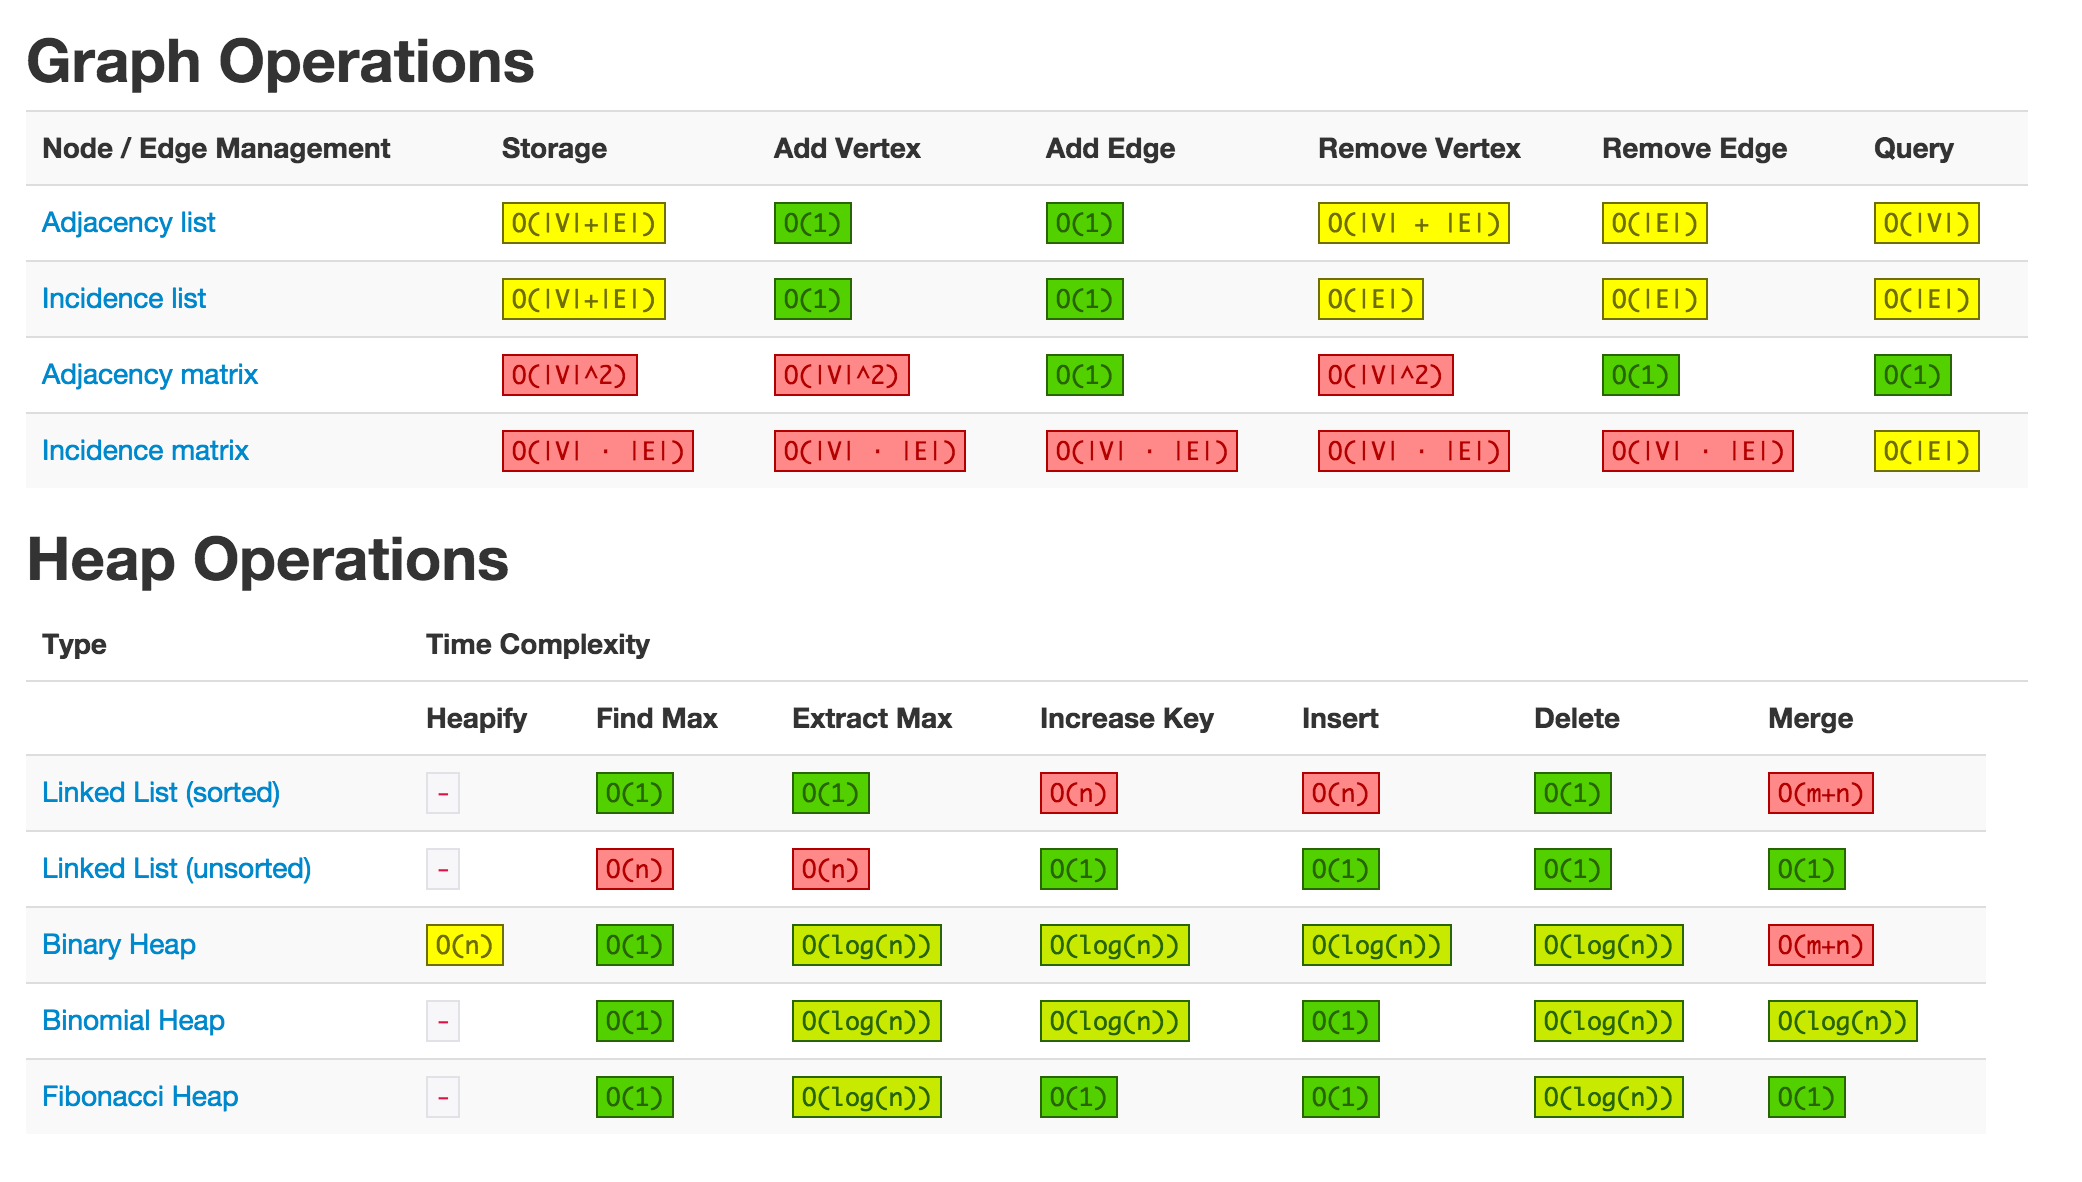 Graph Operations
Node / Edge Management Storage Add Vertex Add Edge Remove Vertex Remove Edge Query
Adjacency list O(|V|+|E|) O(1) O(1) O(|V| + |E|) O(|E|) O(|V|)
Incidence list O(|V|+|E|) O(1) O(1) O(|E|) O(|E|) O(|E|)
Adjacency matrix O(|V|^2) O(|V|^2) O(1) O(|V|^2) O(1) O(1)
Incidence matrix O(|V| · |E|) O(|V| · |E|) O(|V| · |E|) O(|V| · |E|) O(|V| · |E|) O(|E|)
Heap Operations
Type Time Complexity
Heapify Find Max Extract Max Increase Key Insert Delete Merge
Linked List (sorted) - O(1) O(1) O(n) O(n) O(1) O(m+n)
Linked List (unsorted) - O(n) O(n) O(1) O(1) O(1) O(1)
Binary Heap O(n) O(1) O(log(n)) O(log(n)) O(log(n)) O(log(n)) O(m+n)
Binomial Heap - O(1) O(log(n)) O(log(n)) O(1) O(log(n)) O(log(n))
Fibonacci Heap - O(1) O(log(n)) O(1) O(1) O(log(n)) O(1)